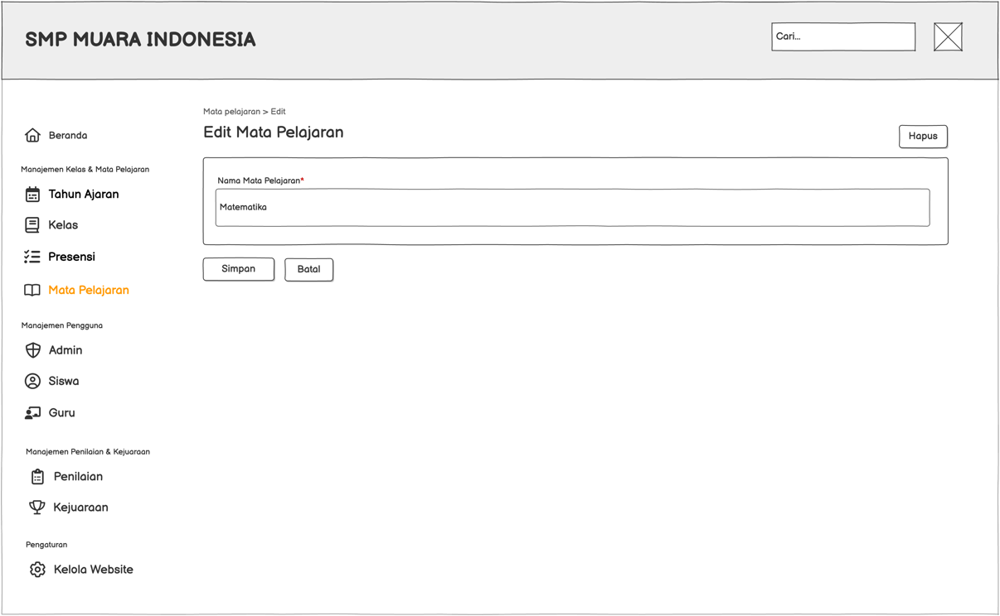 SMP MUARA INDONESIA
Cari...
Beranda
Manajemen Kelas & Mata Pelajaran
Tahun Ajaran
Kelas
Presensi
Mata Pelajaran
Manajemen Pengguna
Admin
Siswa
Guru
Manajemen Penilaian & Kejuaraan
Penilaian
Kejuaraan
Pengaturan
Kelola Website
Mata pelajaran > Edit
Edit Mata Pelajaran
Hapus
Nama Mata Pelajaran*
Matematika
Simpan
Batal